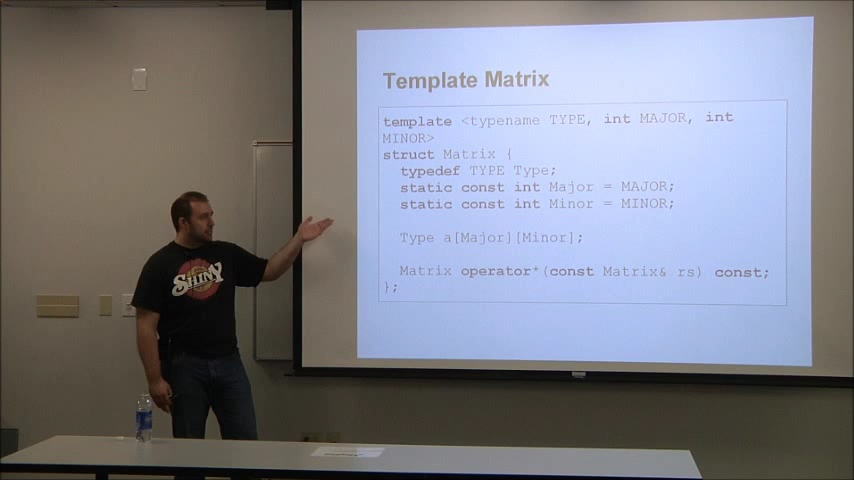 Template Matrix
template <typename TYPE, int MAJOR, int
MINOR>
struct Matrix {
typedef TYPE Type;
static const int Major = MAJOR;
static const int Minor = MINOR;
Type a[Major][Minor];
Matrix operator*(const Matrix& rs) const;
};
SHINY